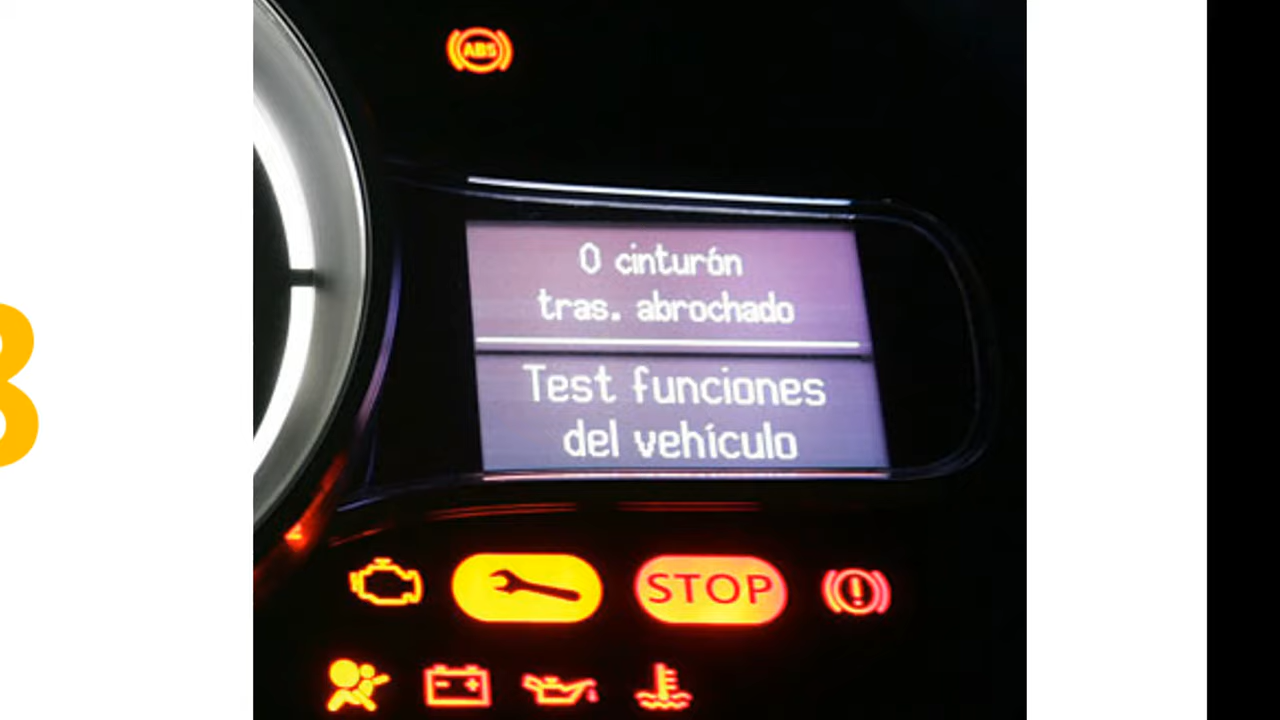 ABS
0 cinturón
tras. abrochado
Test funciones
del vehículo
STOP